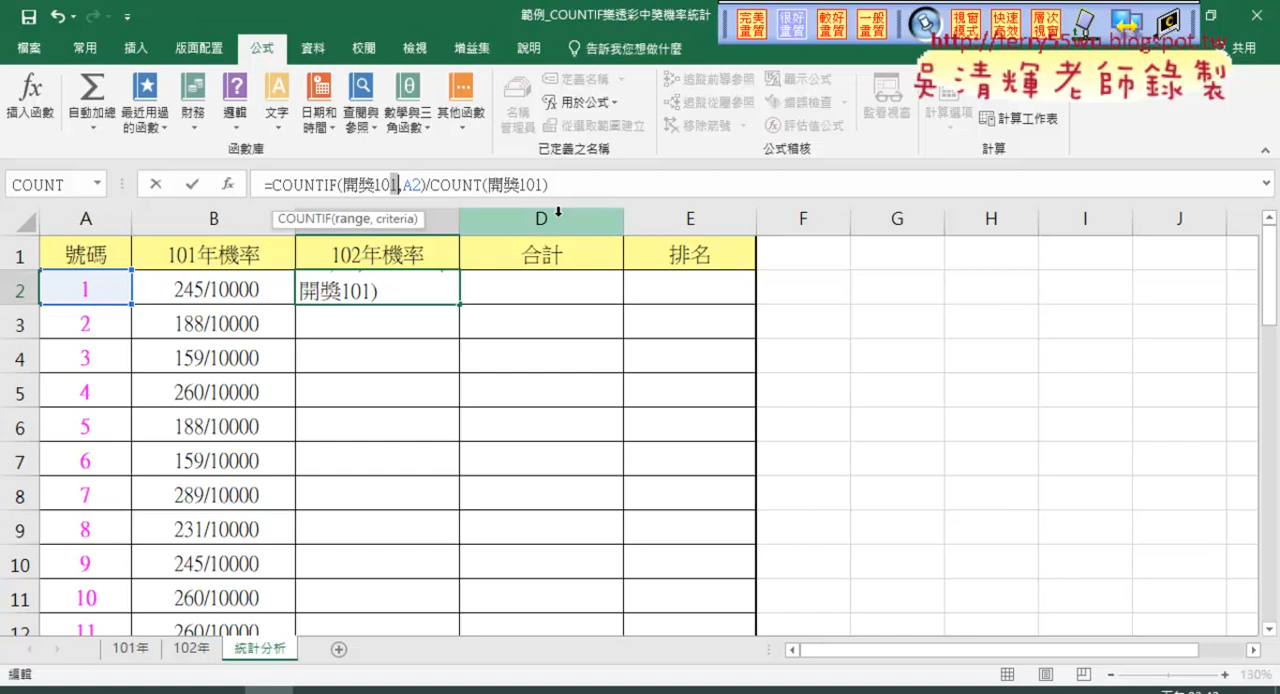 範例_COUNTIF樂透彩中獎機率統計
完美畫質 很好畫質 較好畫質 一般畫質 視窗模式 快速高效 層次視窗
http://terry55wu.blogspot.tw
吳清輝老師錄製
檔案 常用 插入 版面配置 公式 資料 校閱 檢視 增益集 說明 告訴我您想做什麼 共用
插入函數 自動加總 最近用過的函數 財務 邏輯 文字 日期和時間 查閱與參照 數學與三角函數 其他函數
名稱管理員 定義名稱 用於公式 從選取範圍建立
追蹤前導參照 追蹤從屬參照 移除箭號 顯示公式 錯誤檢查 評估值公式 監看視窗
計算選項 計算工作表
函數庫 已定義之名稱 公式稽核 計算
COUNT fx =COUNTIF(開獎101,A2)/COUNT(開獎101)
COUNTIF(range, criteria)
A B D E F G H I J
1 號碼 101年機率 102年機率 合計 排名
2 1 245/10000 開獎101)
3 2 188/10000
4 3 159/10000
5 4 260/10000
6 5 188/10000
7 6 159/10000
8 7 289/10000
9 8 231/10000
10 9 245/10000
11 10 260/10000
12 11 260/10000
101年 102年 統計分析
編輯 130%